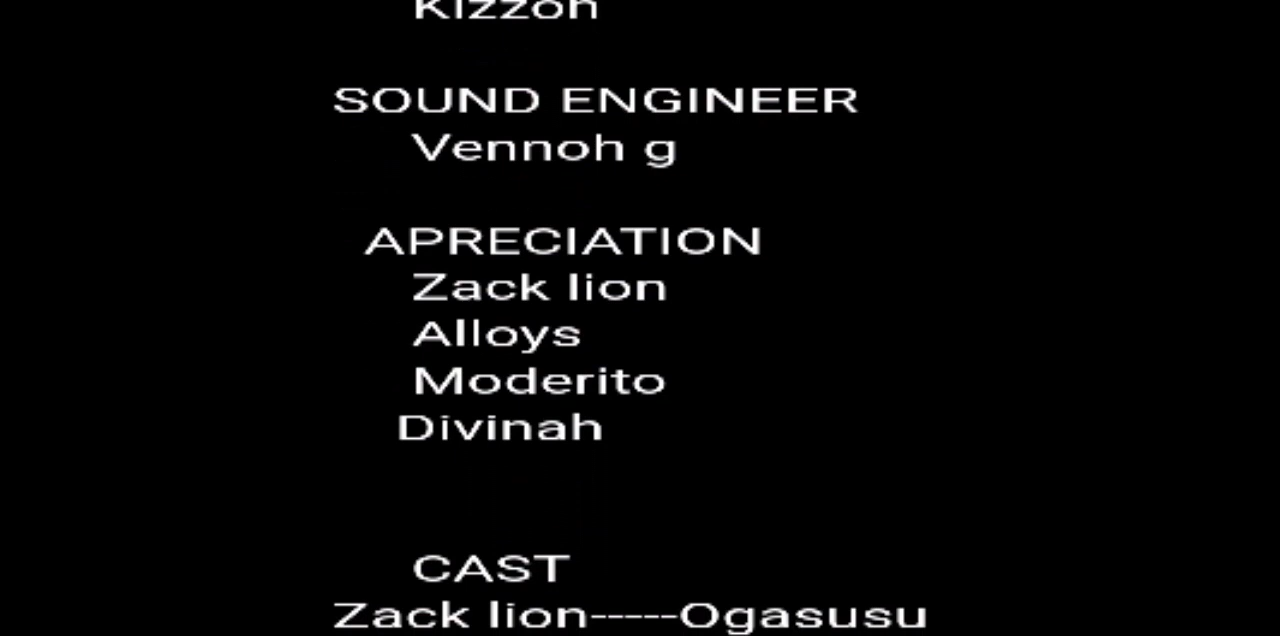 Kizzon
SOUND ENGINEER
Vennoh g
APRECIATION
Zack lion
Alloys
Moderito
Divinah
CAST
Zack lion-----Ogasusu